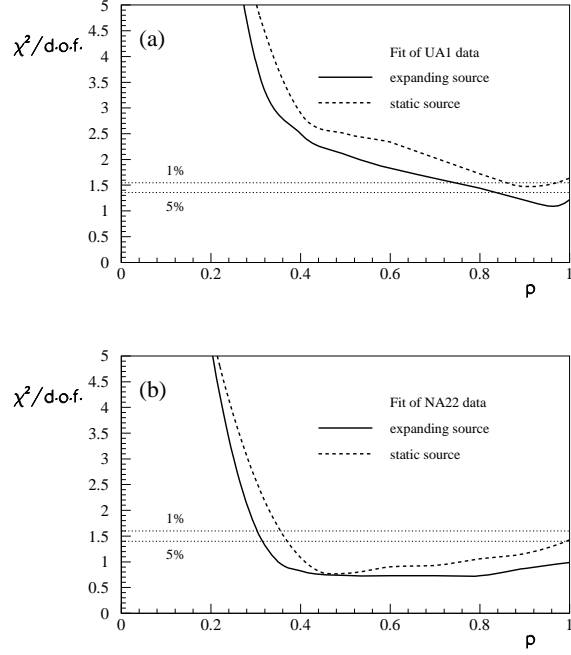 5
4.5
4
3.5
3
2.5
2
1.5
1
0.5
0
χ²/d.o.f.
(a)
Fit of UA1 data
expanding source
static source
1%
5%
0 0.2 0.4 0.6 0.8 1
p
5
4.5
4
3.5
3
2.5
2
1.5
1
0.5
0
χ²/d.o.f.
(b)
Fit of NA22 data
expanding source
static source
1%
5%
0 0.2 0.4 0.6 0.8 1
p